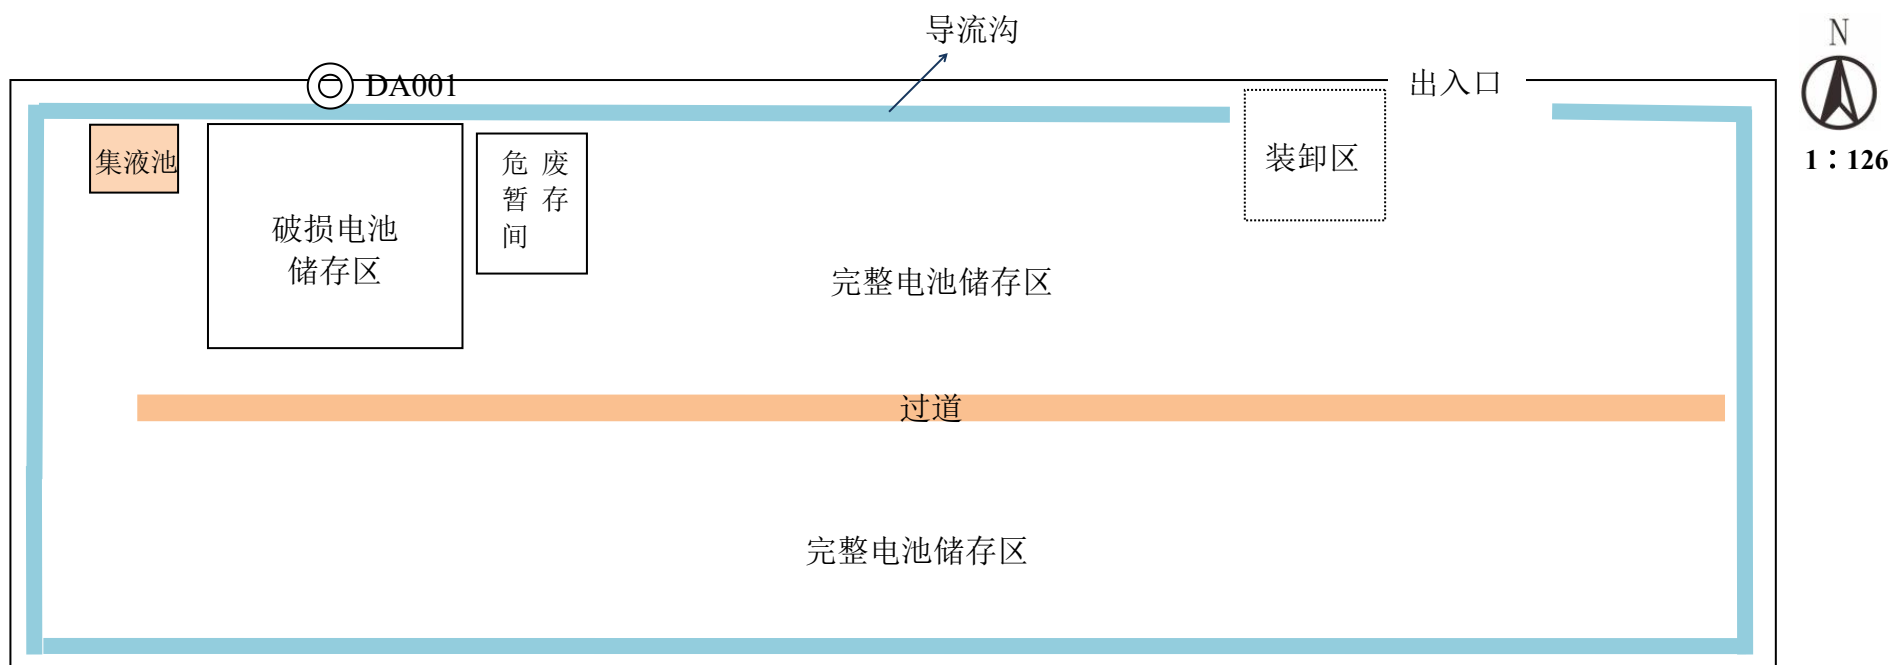 导流沟
N
DA001
出入口
集液池
危废
暂存
间
装卸区
1：126
破损电池
储存区
完整电池储存区
过道
完整电池储存区